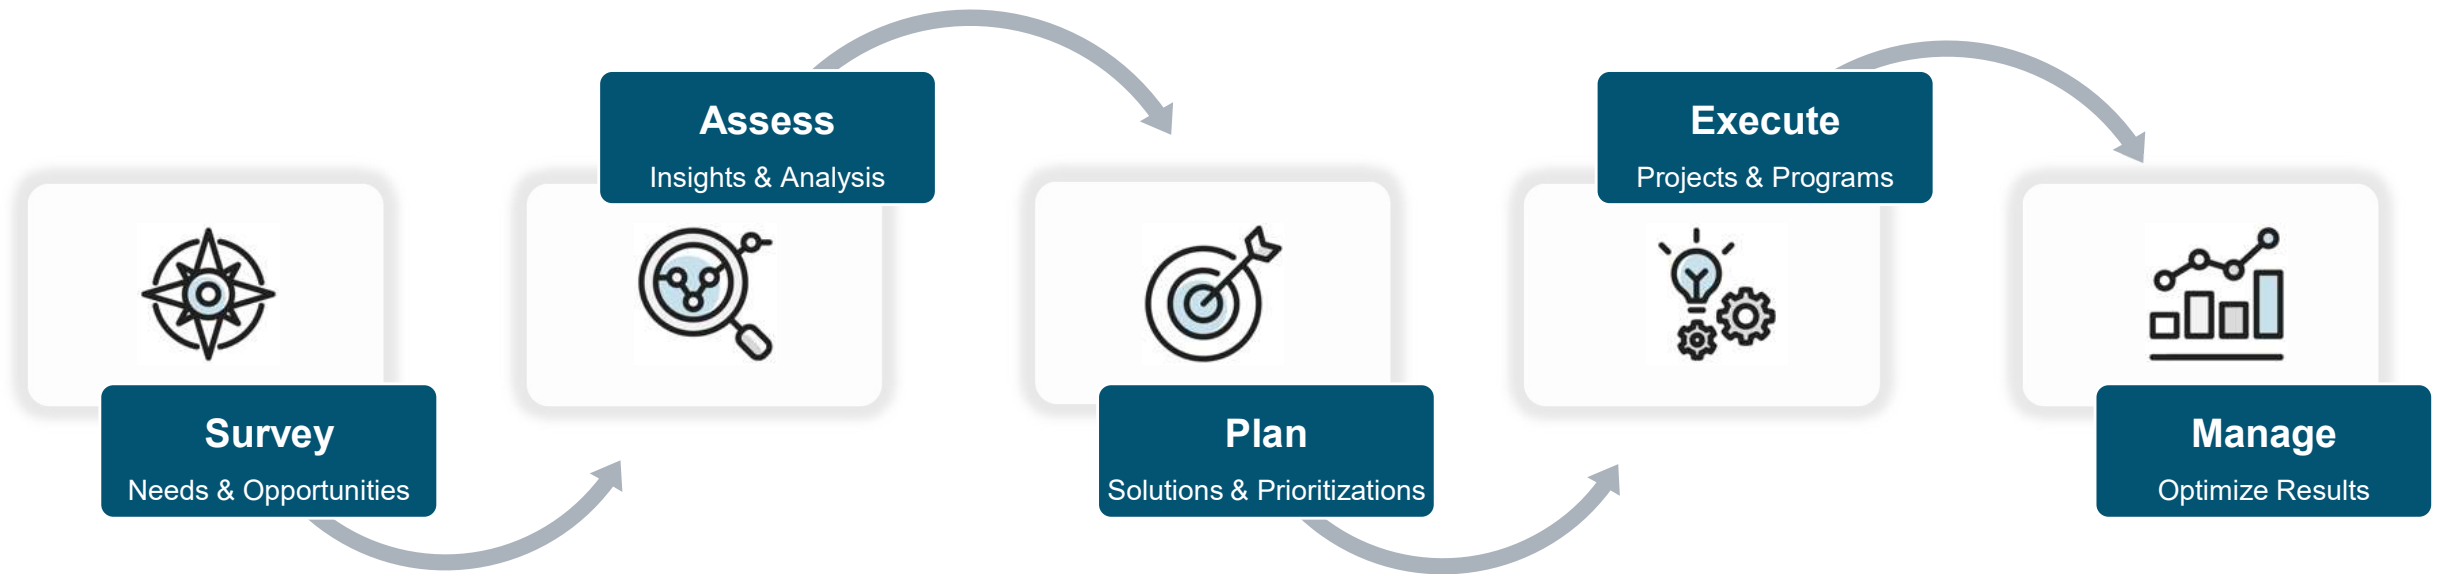 Survey
Needs & Opportunities
Assess
Insights & Analysis
Plan
Solutions & Prioritizations
Execute
Projects & Programs
Manage
Optimize Results